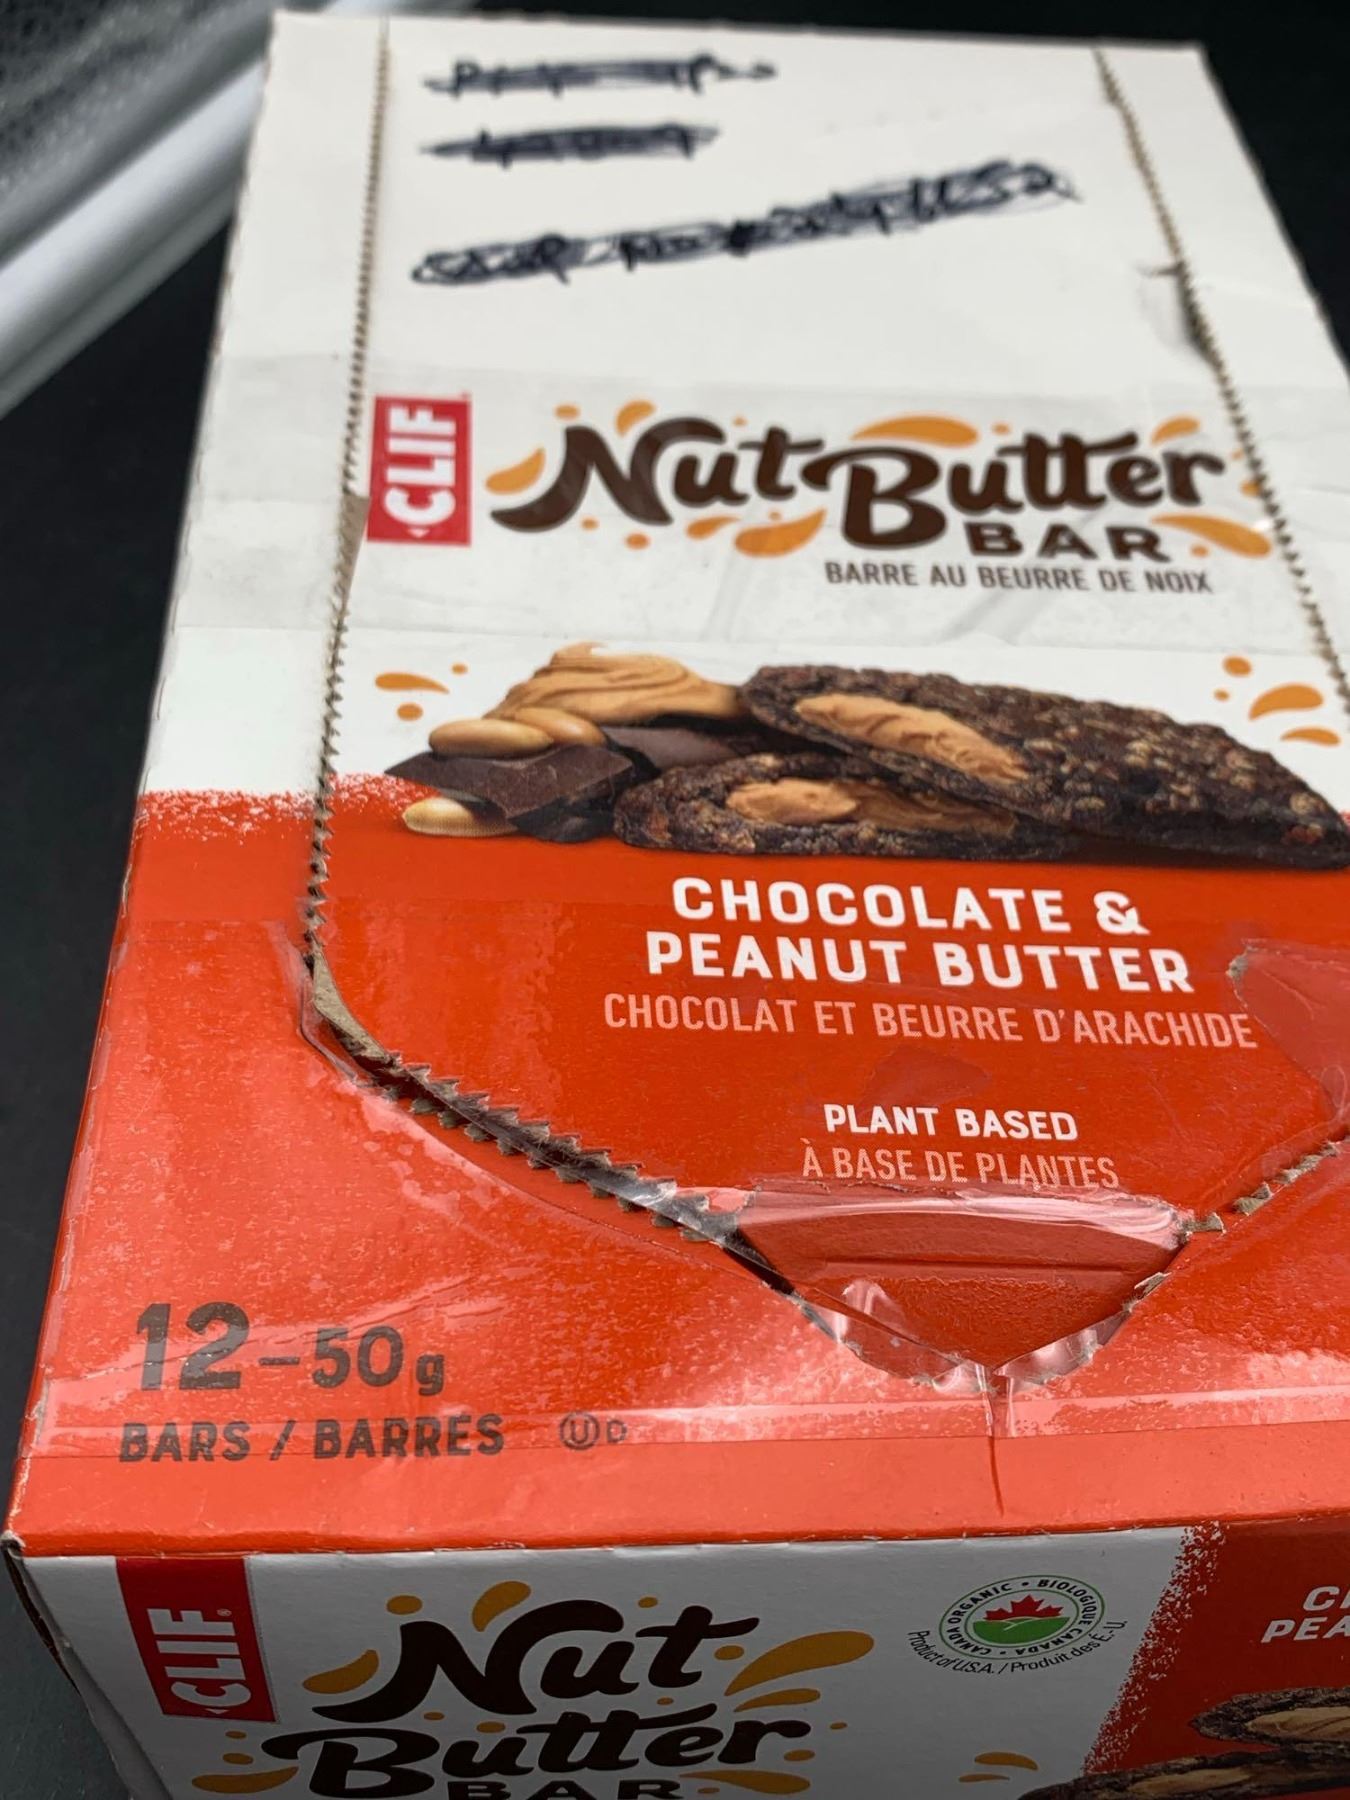 CLIF
Nut Butter
BAR
BARRE AU BEURRE DE NOIX
CHOCOLATE &
PEANUT BUTTER
CHOCOLAT ET BEURRE D'ARACHIDE
PLANT BASED
À BASE DE PLANTES
12-50g
BARS / BARRES Ⓤ D
CLIF®
Nut
Butter
BAR
CANADA ORGANIC • BIOLOGIQUE CANADA •
Product of U.S.A. / Produit des É.-U.